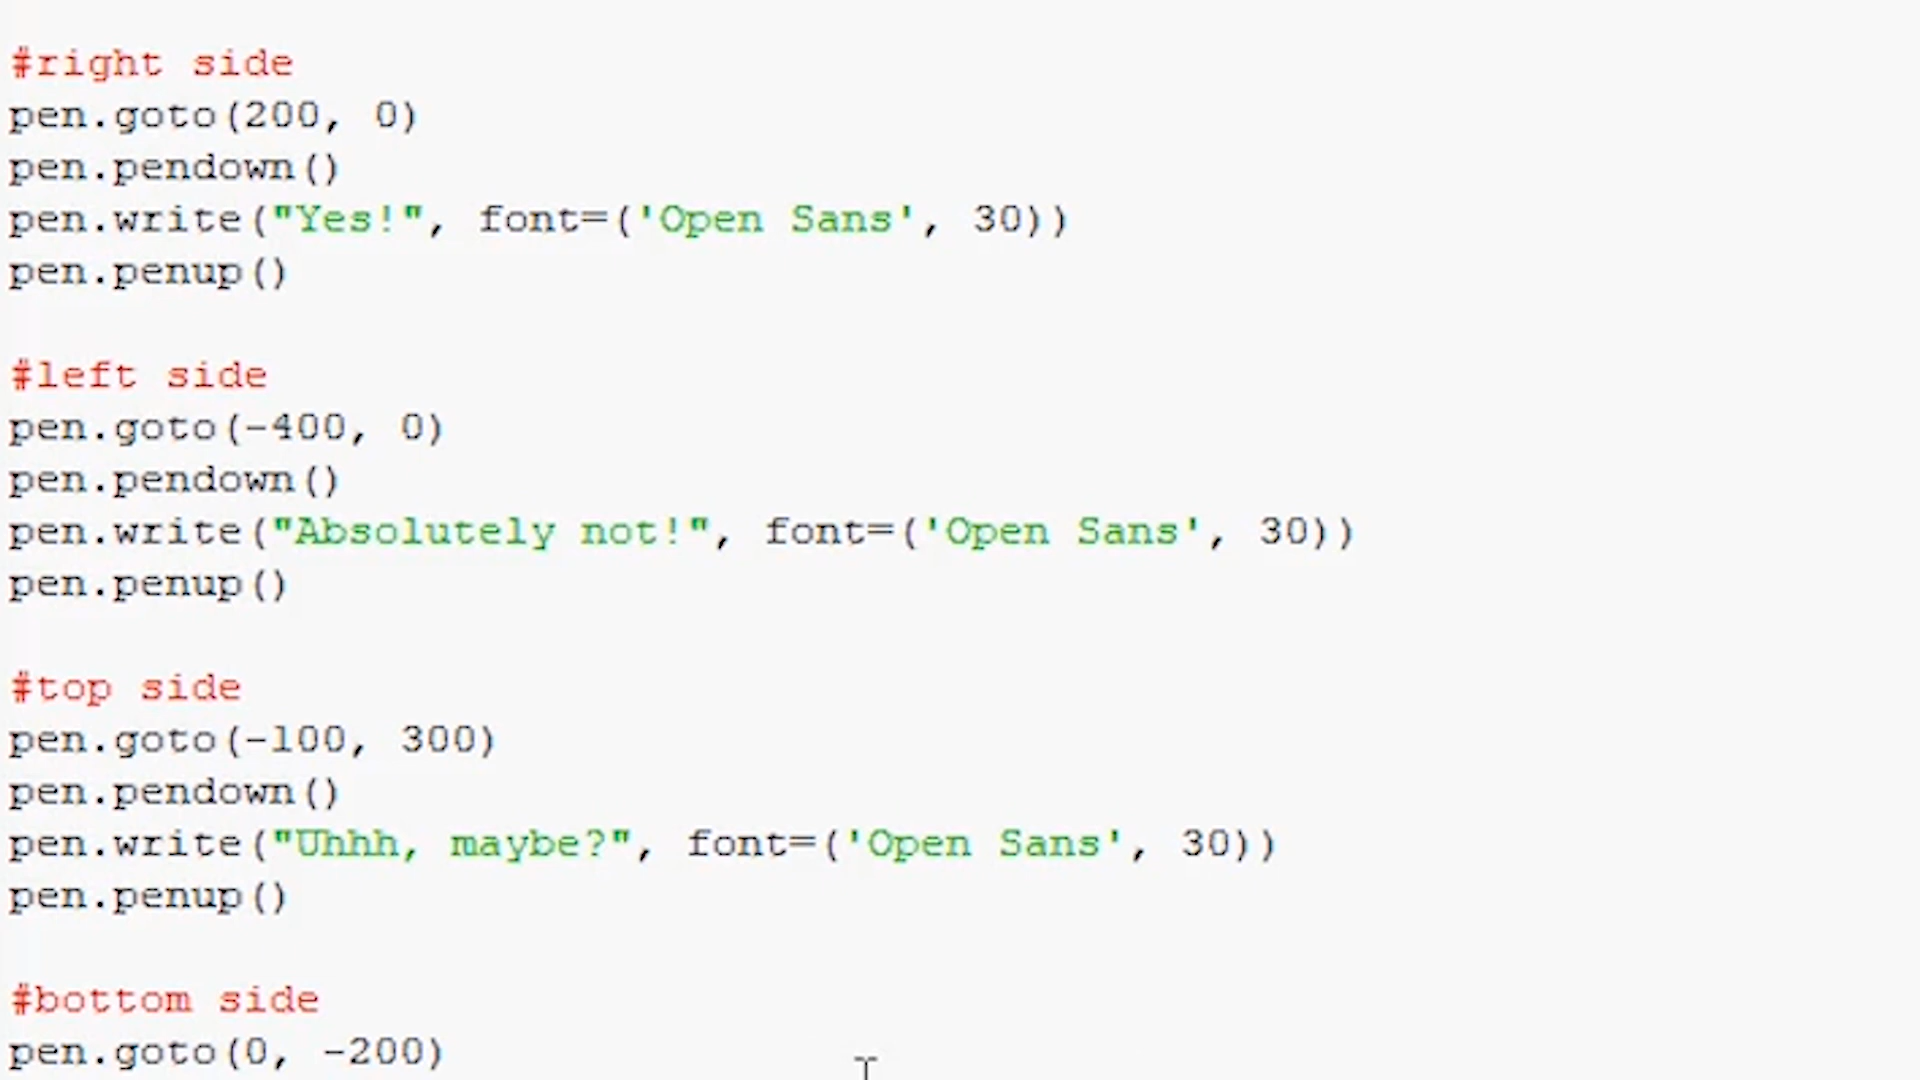 #right side
pen.goto(200, 0)
pen.pendown()
pen.write("Yes!", font=('Open Sans', 30))
pen.penup()
#left side
pen.goto(-400, 0)
pen.pendown()
pen.write("Absolutely not!", font=('Open Sans', 30))
pen.penup()
#top side
pen.goto(-100, 300)
pen.pendown()
pen.write("Uhhh, maybe?", font=('Open Sans', 30))
pen.penup()
#bottom side
pen.goto(0, -200)